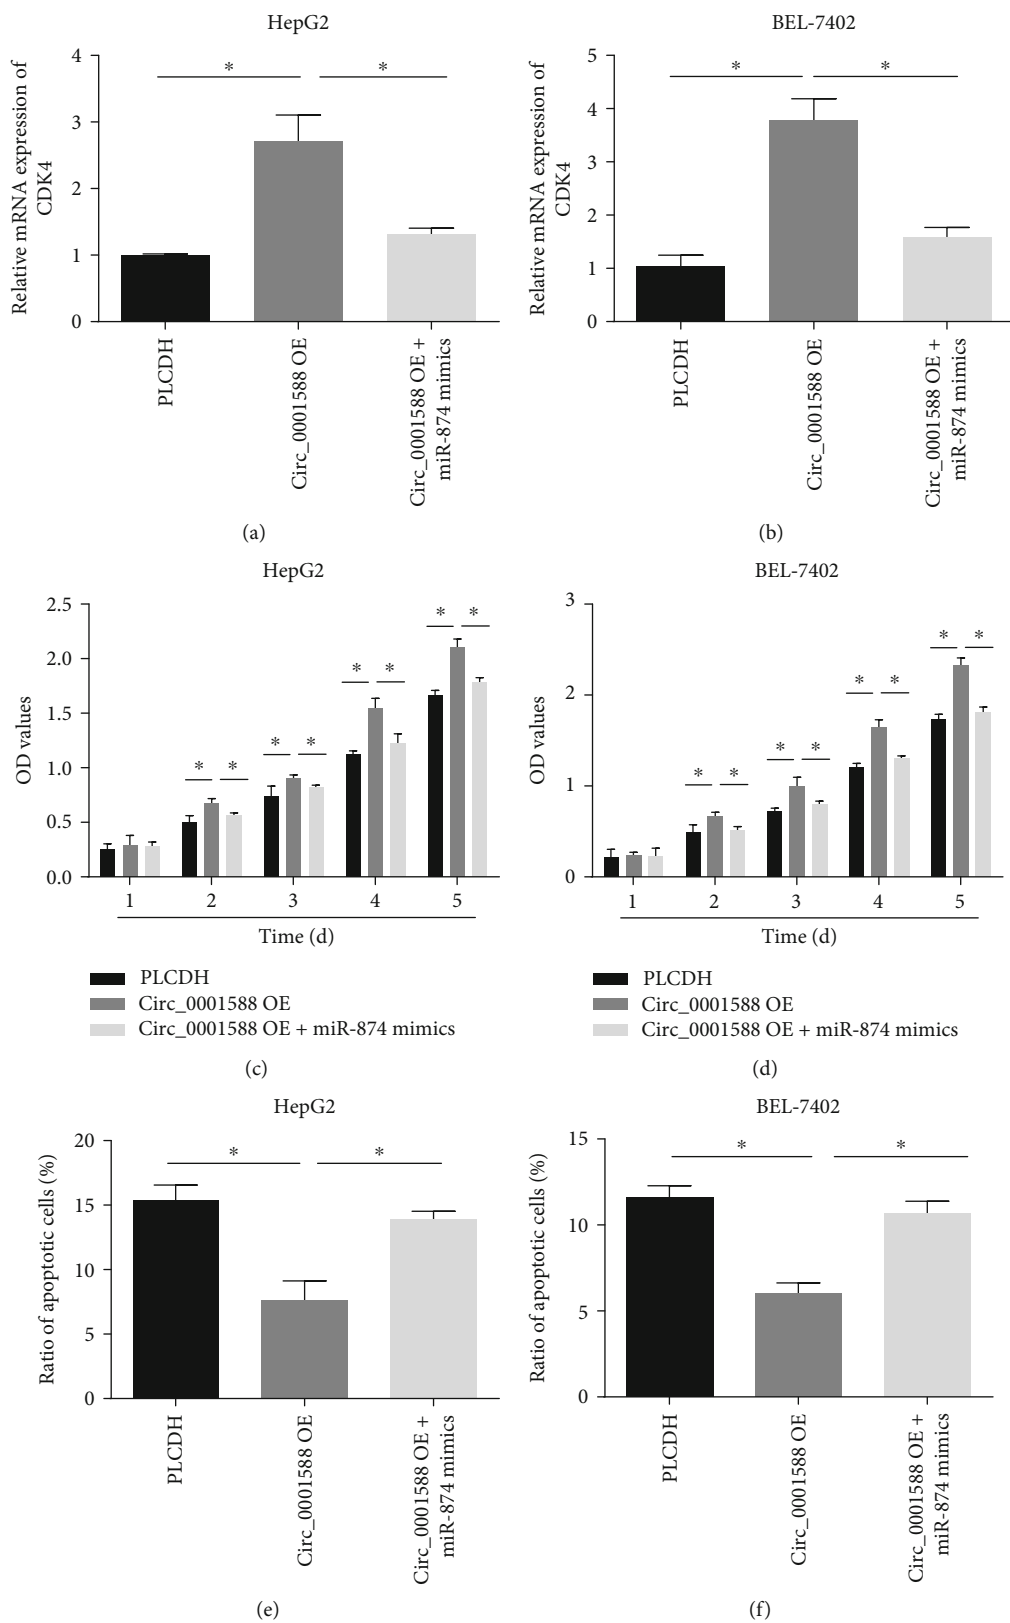 HepG2
Relative mRNA expression of
CDK4
4
3
2
1
0
*
*
PLCDH
Circ_0001588 OE
Circ_0001588 OE +
miR-874 mimics
(a)
BEL-7402
Relative mRNA expression of
CDK4
5
4
3
2
1
0
*
*
PLCDH
Circ_0001588 OE
Circ_0001588 OE +
miR-874 mimics
(b)
HepG2
OD values
2.5
2.0
1.5
1.0
0.5
0.0
* *
* *
* *
* *
1 2 3 4 5
Time (d)
PLCDH
Circ_0001588 OE
Circ_0001588 OE + miR-874 mimics
(c)
BEL-7402
OD values
3
2
1
0
* *
* *
* *
* *
1 2 3 4 5
Time (d)
PLCDH
Circ_0001588 OE
Circ_0001588 OE + miR-874 mimics
(d)
HepG2
Ratio of apoptotic cells (%)
20
15
10
5
0
*
*
PLCDH
Circ_0001588 OE
Circ_0001588 OE +
miR-874 mimics
(e)
BEL-7402
Ratio of apoptotic cells (%)
15
10
5
0
*
*
PLCDH
Circ_0001588 OE
Circ_0001588 OE +
miR-874 mimics
(f)